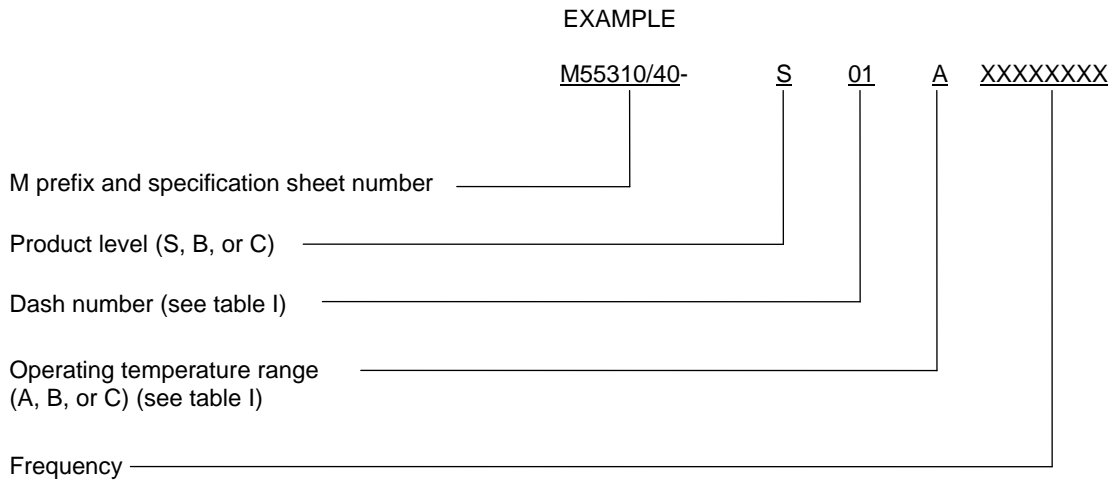 EXAMPLE
M55310/40- S 01 A XXXXXXXX
M prefix and specification sheet number
Product level (S, B, or C)
Dash number (see table I)
Operating temperature range
(A, B, or C) (see table I)
Frequency